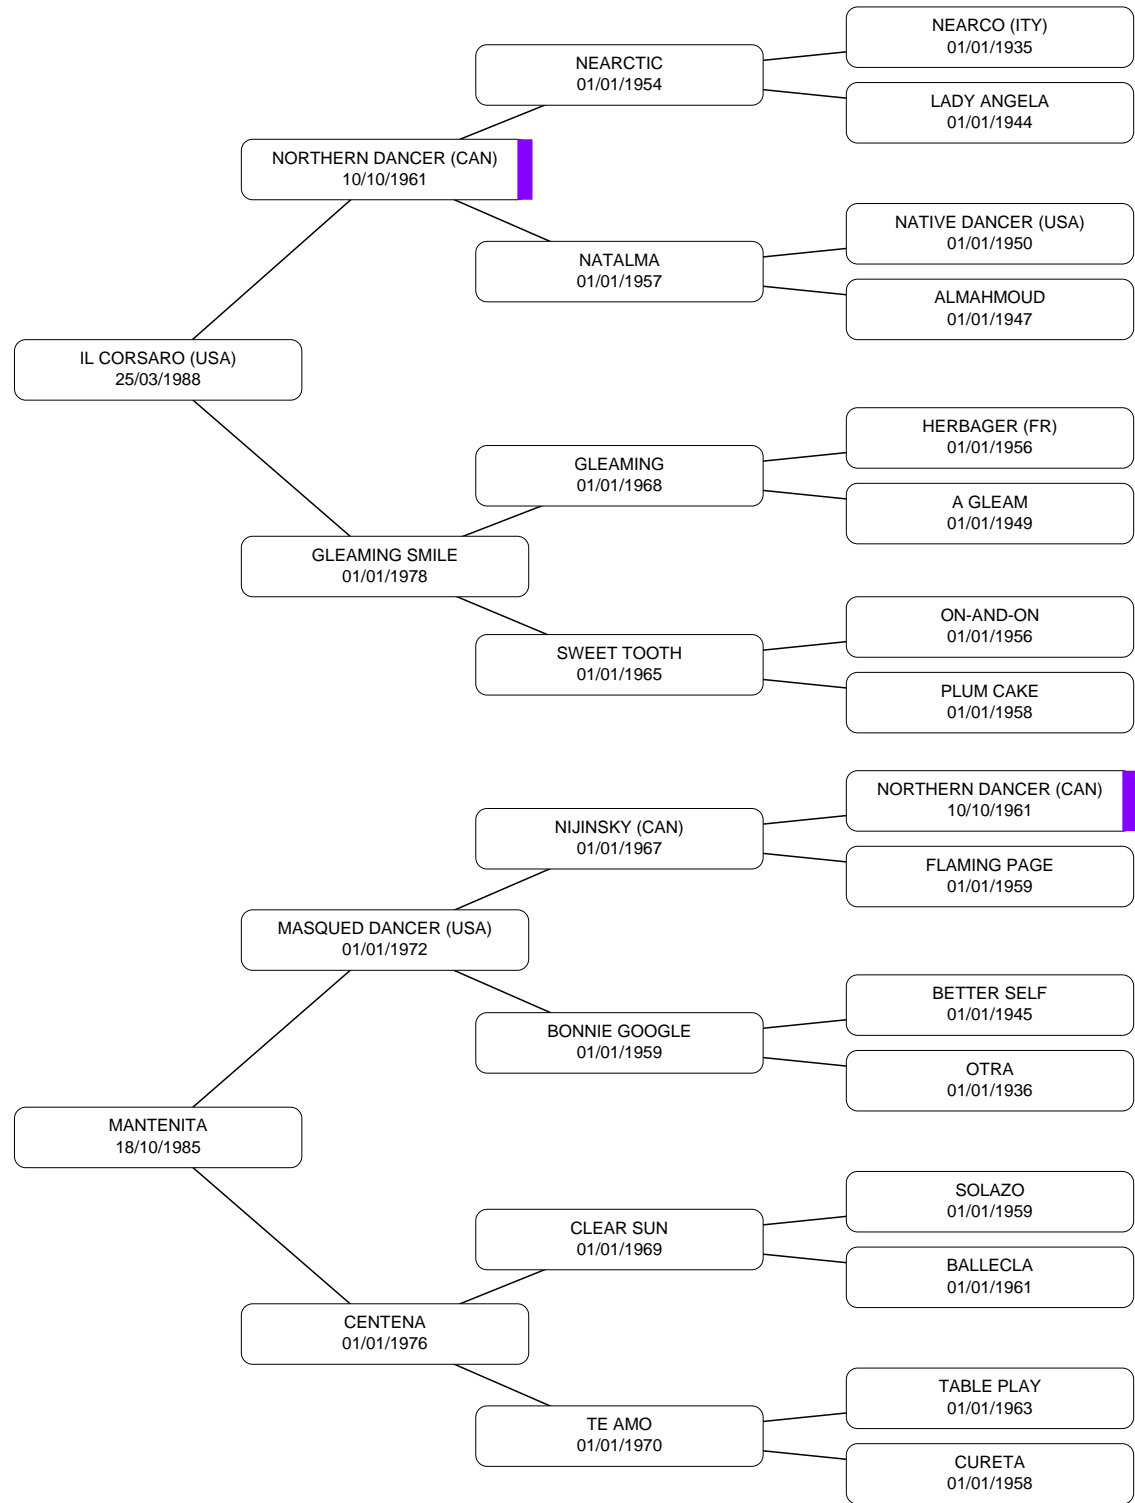 NEARCO (ITY)
01/01/1935
NEARCTIC
01/01/1954
LADY ANGELA
01/01/1944
NORTHERN DANCER (CAN)
10/10/1961
NATIVE DANCER (USA)
01/01/1950
NATALMA
01/01/1957
ALMAHMOUD
01/01/1947
IL CORSARO (USA)
25/03/1988
HERBAGER (FR)
01/01/1956
GLEAMING
01/01/1968
A GLEAM
01/01/1949
GLEAMING SMILE
01/01/1978
ON-AND-ON
01/01/1956
SWEET TOOTH
01/01/1965
PLUM CAKE
01/01/1958
NORTHERN DANCER (CAN)
10/10/1961
NIJINSKY (CAN)
01/01/1967
FLAMING PAGE
01/01/1959
MASQUED DANCER (USA)
01/01/1972
BETTER SELF
01/01/1945
BONNIE GOOGLE
01/01/1959
OTRA
01/01/1936
MANTENITA
18/10/1985
SOLAZO
01/01/1959
CLEAR SUN
01/01/1969
BALLECLA
01/01/1961
CENTENA
01/01/1976
TABLE PLAY
01/01/1963
TE AMO
01/01/1970
CURETA
01/01/1958